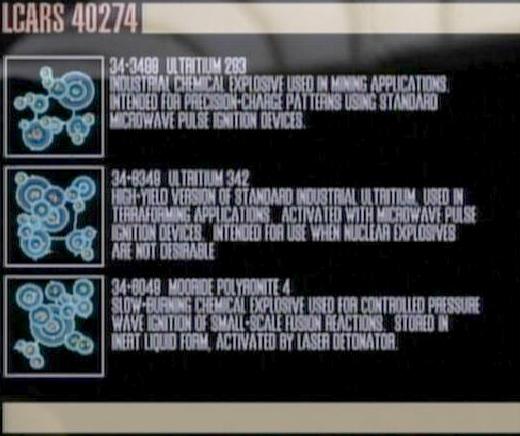 LCARS 40274
34-3498 ULTRITIUM 283
INDUSTRIAL CHEMICAL EXPLOSIVE USED IN MINING APPLICATIONS.
INTENDED FOR PRECISION-CHARGE PATTERNS USING STANDARD
MICROWAVE PULSE IGNITION DEVICES.
34-8349 ULTRITIUM 342
HIGH-YIELD VERSION OF STANDARD INDUSTRIAL ULTRITIUM, USED IN
TERRAFORMING APPLICATIONS. ACTIVATED WITH MICROWAVE PULSE
IGNITION DEVICES. INTENDED FOR USE WHEN NUCLEAR EXPLOSIVES
ARE NOT DESIRABLE
34-6049 MOORIDE POLYRONITE 4
SLOW-BURNING CHEMICAL EXPLOSIVE USED FOR CONTROLLED PRESSURE
WAVE IGNITION OF SMALL-SCALE FUSION REACTIONS. STORED IN
INERT LIQUID FORM, ACTIVATED BY LASER DETONATOR.